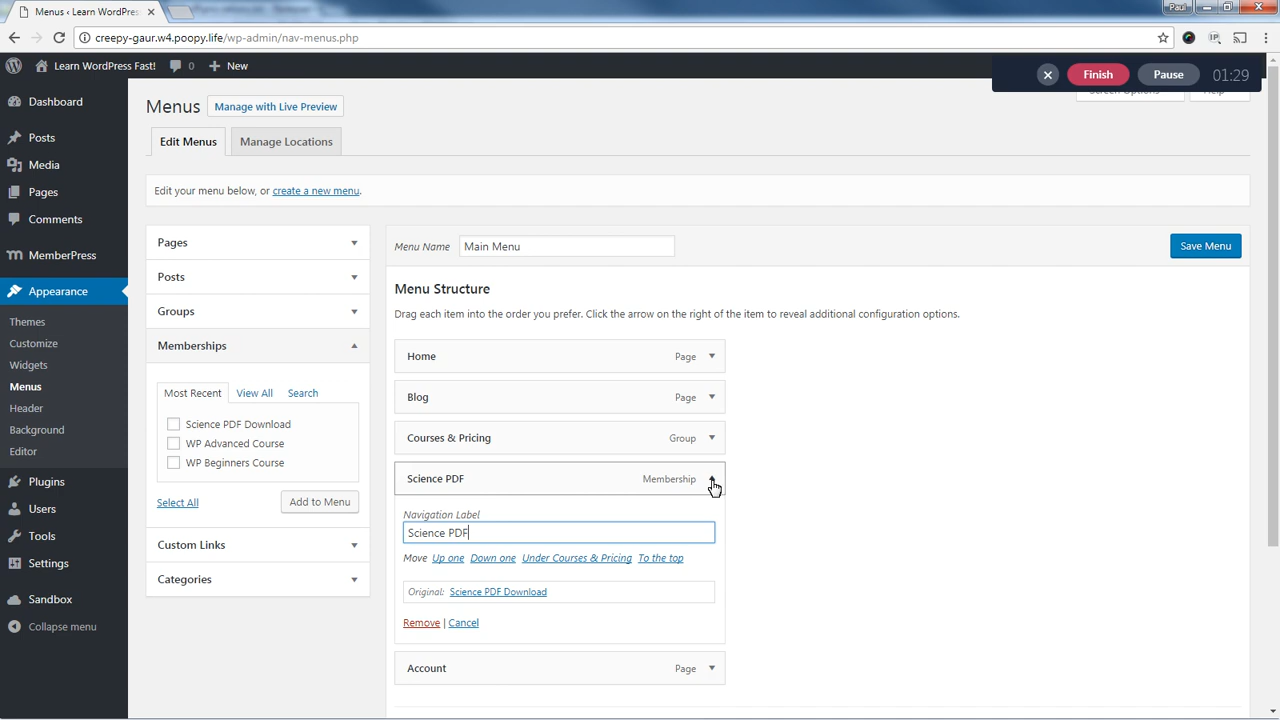 Menus ‹ Learn WordPress
Paul
creepy-gaur.w4.poopy.life/wp-admin/nav-menus.php
Learn WordPress Fast! 0 New
Finish Pause 01:29
Screen Options Help
Dashboard
Posts
Media
Pages
Comments
MemberPress
Appearance
Themes
Customize
Widgets
Menus
Header
Background
Editor
Plugins
Users
Tools
Settings
Sandbox
Collapse menu
Menus Manage with Live Preview
Edit Menus Manage Locations
Edit your menu below, or create a new menu.
Pages
Posts
Groups
Memberships
Most Recent View All Search
Science PDF Download
WP Advanced Course
WP Beginners Course
Select All Add to Menu
Custom Links
Categories
Menu Name Main Menu Save Menu
Menu Structure
Drag each item into the order you prefer. Click the arrow on the right of the item to reveal additional configuration options.
Home Page
Blog Page
Courses & Pricing Group
Science PDF Membership
Navigation Label
Science PDF
Move Up one Down one Under Courses & Pricing To the top
Original: Science PDF Download
Remove | Cancel
Account Page